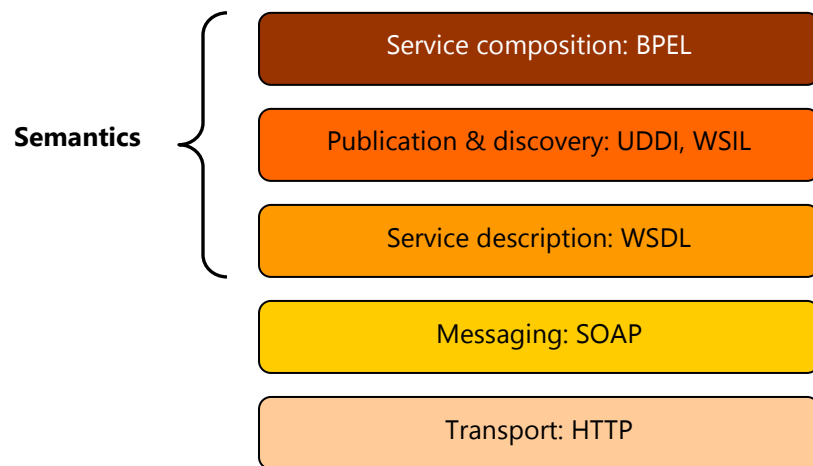 Service composition: BPEL
Semantics
Publication & discovery: UDDI, WSIL
Service description: WSDL
Messaging: SOAP
Transport: HTTP